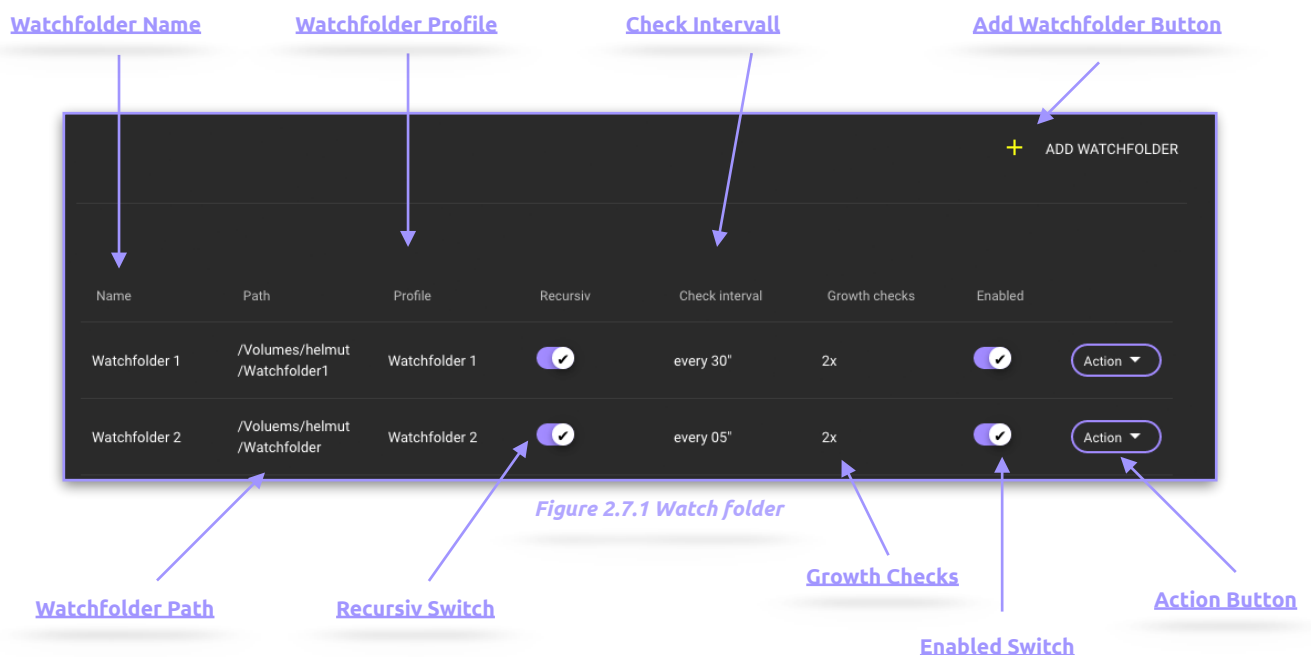 Watchfolder Name Watchfolder Profile Check Intervall Add Watchfolder Button
+ ADD WATCHFOLDER
Name Path Profile Recursiv Check interval Growth checks Enabled
Watchfolder 1 /Volumes/helmut /Watchfolder1 Watchfolder 1 every 30" 2x Action
Watchfolder 2 /Voluems/helmut /Watchfolder Watchfolder 2 every 05" 2x Action
Figure 2.7.1 Watch folder
Growth Checks
Watchfolder Path Recursiv Switch Action Button
Enabled Switch